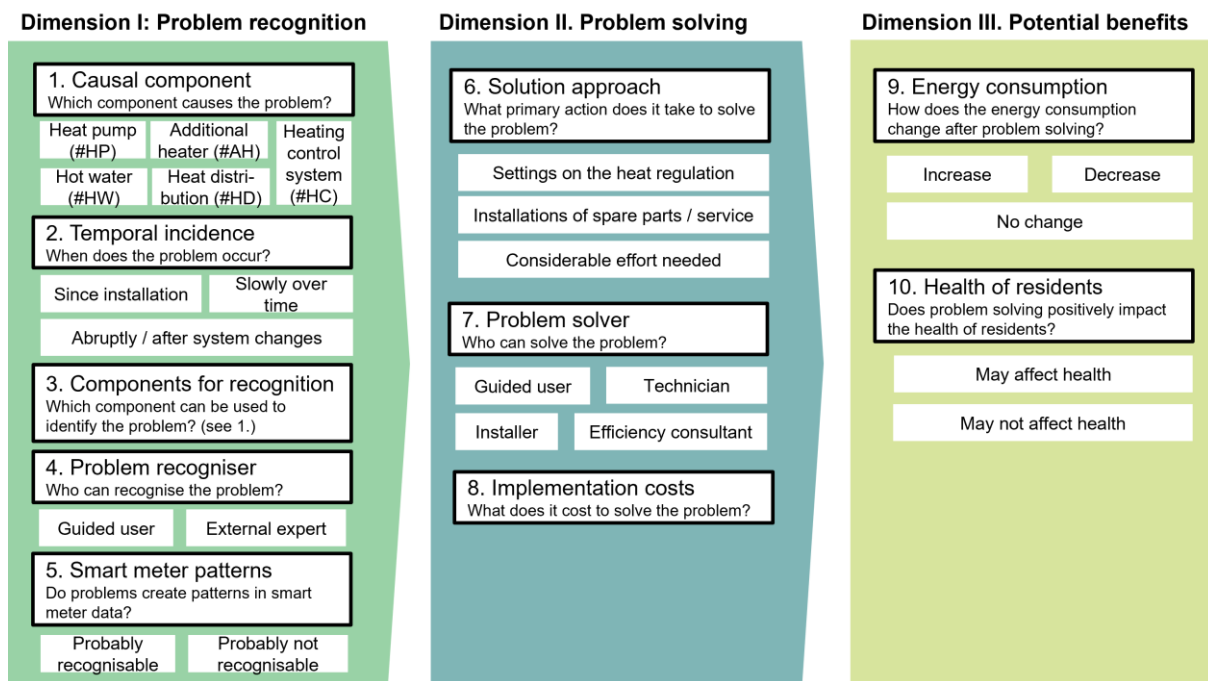 Dimension I: Problem recognition
1. Causal component
Which component causes the problem?
Heat pump
(#HP)
Additional
heater (#AH)
Heating
control
system
(#HC)
Hot water
(#HW)
Heat distri-
bution (#HD)
2. Temporal incidence
When does the problem occur?
Since installation
Slowly over
time
Abruptly / after system changes
3. Components for recognition
Which component can be used to
identify the problem? (see 1.)
4. Problem recogniser
Who can recognise the problem?
Guided user
External expert
5. Smart meter patterns
Do problems create patterns in smart
meter data?
Probably
recognisable
Probably not
recognisable
Dimension II. Problem solving
6. Solution approach
What primary action does it take to solve
the problem?
Settings on the heat regulation
Installations of spare parts / service
Considerable effort needed
7. Problem solver
Who can solve the problem?
Guided user
Technician
Installer
Efficiency consultant
8. Implementation costs
What does it cost to solve the problem?
Dimension III. Potential benefits
9. Energy consumption
How does the energy consumption
change after problem solving?
Increase
Decrease
No change
10. Health of residents
Does problem solving positively impact
the health of residents?
May affect health
May not affect health